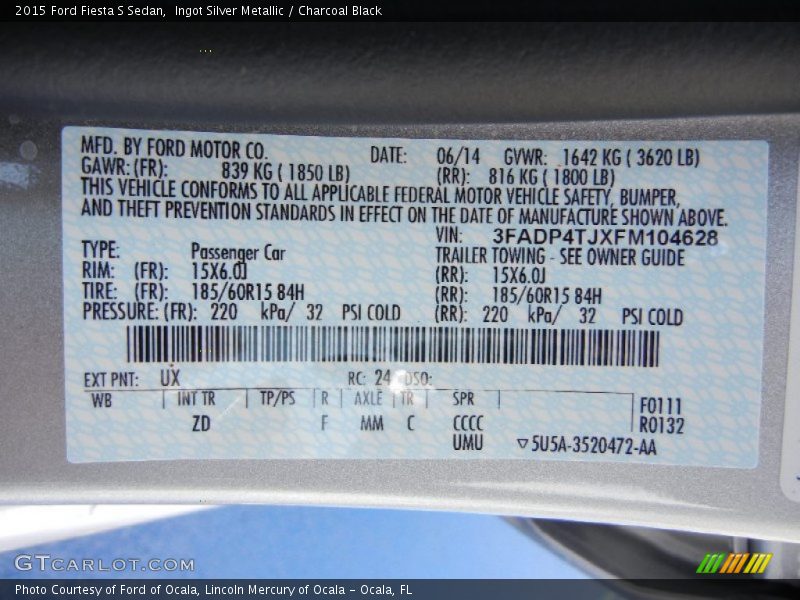 2015 Ford Fiesta S Sedan,  Ingot Silver Metallic / Charcoal Black
MFD. BY FORD MOTOR CO. DATE: 06/14 GVWR: 1642 KG ( 3620 LB)
GAWR: (FR): 839 KG ( 1850 LB) (RR): 816 KG ( 1800 LB)
THIS VEHICLE CONFORMS TO ALL APPLICABLE FEDERAL MOTOR VEHICLE SAFETY, BUMPER,
AND THEFT PREVENTION STANDARDS IN EFFECT ON THE DATE OF MANUFACTURE SHOWN ABOVE.
VIN: 3FADP4TJXFM104628
TYPE: Passenger Car TRAILER TOWING - SEE OWNER GUIDE
RIM: (FR): 15X6.0J (RR): 15X6.0J
TIRE: (FR): 185/60R15 84H (RR): 185/60R15 84H
PRESSURE: (FR): 220 kPa/ 32 PSI COLD (RR): 220 kPa/ 32 PSI COLD
EXT PNT: UX RC: 24 DSO:
WB INT TR TP/PS R AXLE TR SPR F0111
ZD F MM C CCCC R0132
UMU ▽5U5A-3520472-AA
GTCARLOT.COM
Photo Courtesy of Ford of Ocala, Lincoln Mercury of Ocala - Ocala, FL